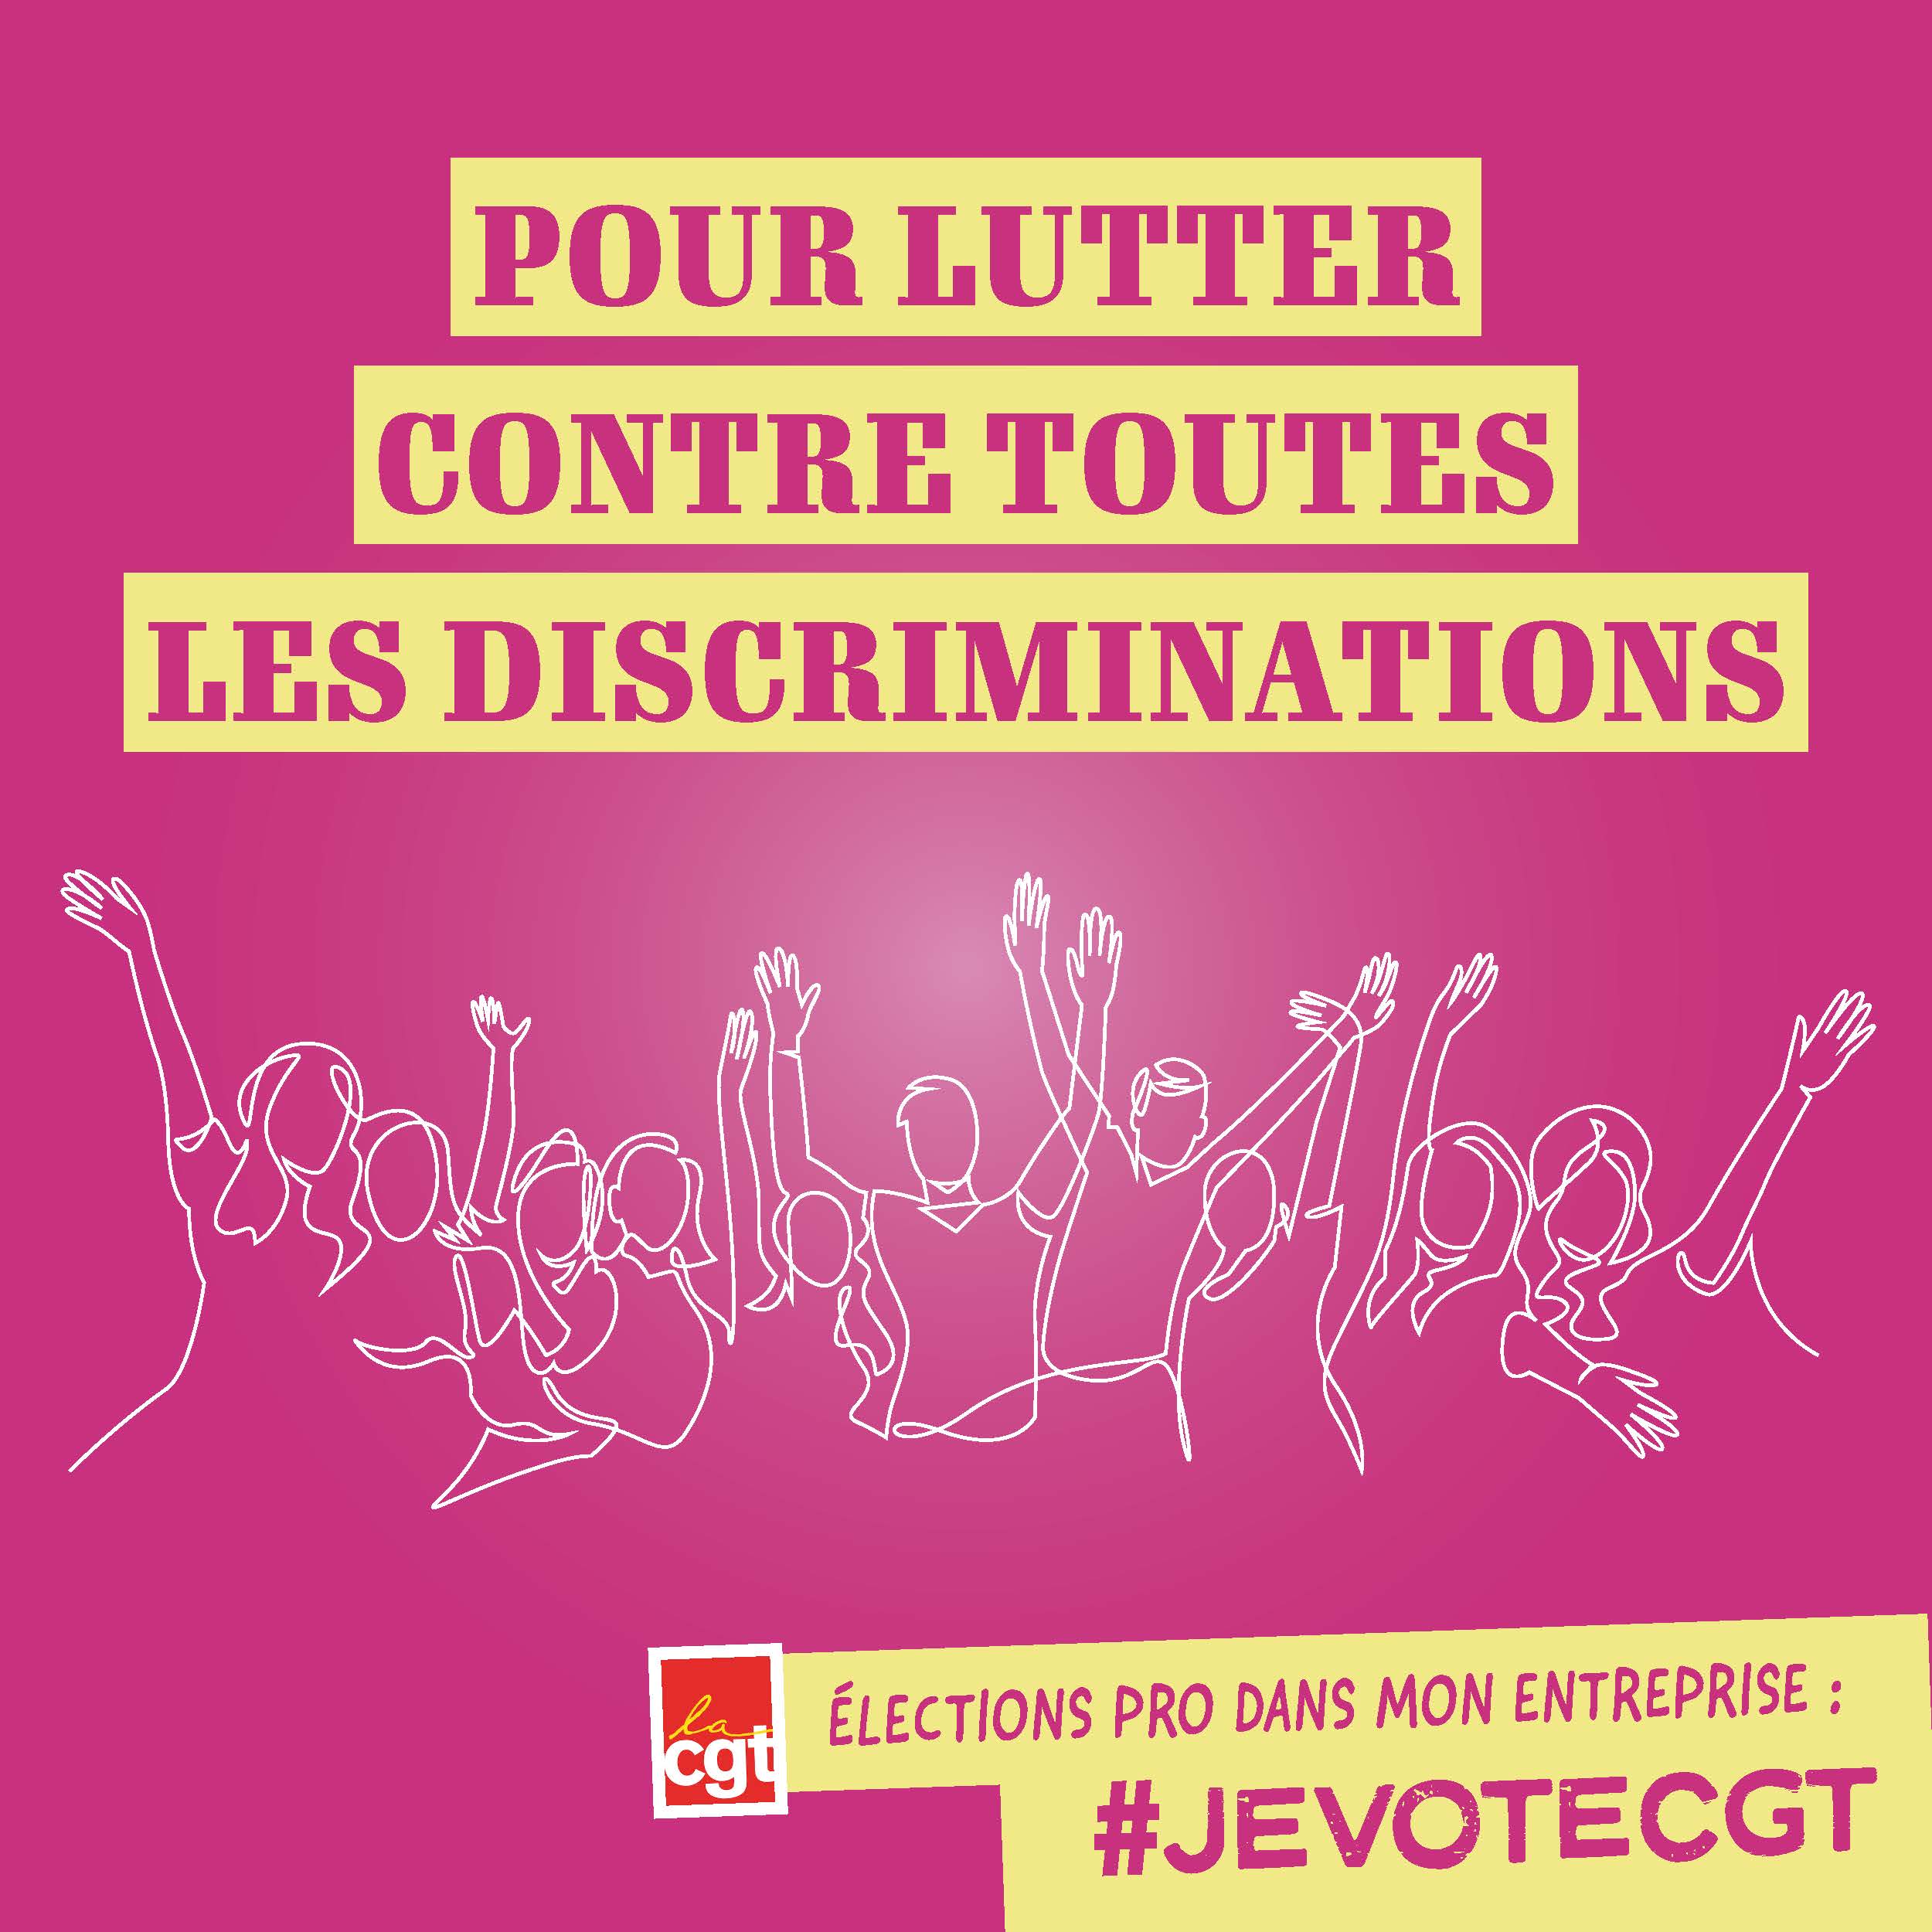 POUR LUTTER
CONTRE TOUTES
LES DISCRIMINATIONS
la
cgt
ÉLECTIONS PRO DANS MON ENTREPRISE :
#JEVOTECGT